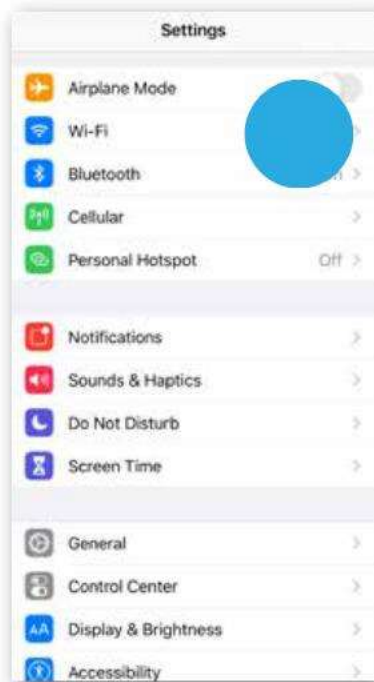 Settings
Airplane Mode
Wi-Fi
Bluetooth
Cellular
Personal Hotspot Off
Notifications
Sounds & Haptics
Do Not Disturb
Screen Time
General
Control Center
AA Display & Brightness
Accessibility